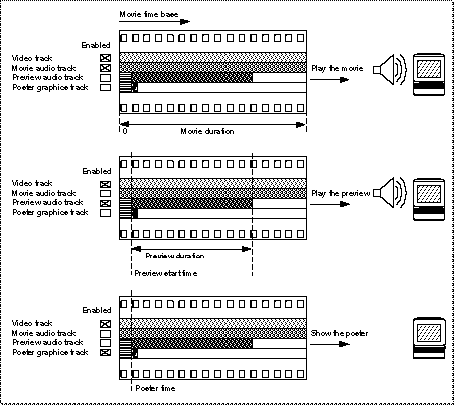 Movie time base
Enabled
Video track
Movie audio track
Preview audio track
Poster graphics track
Play the movie
0
Movie duration
Enabled
Video track
Movie audio track
Preview audio track
Poster graphics track
Play the preview
Preview duration
Preview start time
Enabled
Video track
Movie audio track
Preview audio track
Poster graphics track
Show the poster
Poster time